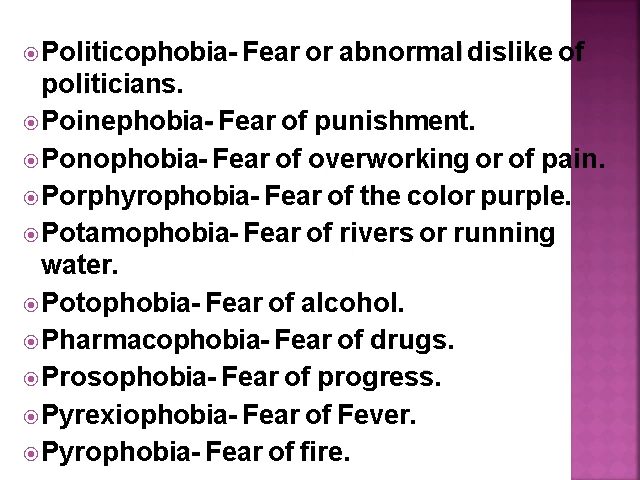 Politicophobia- Fear or abnormal dislike of
politicians.
Poinephobia- Fear of punishment.
Ponophobia- Fear of overworking or of pain.
Porphyrophobia- Fear of the color purple.
Potamophobia- Fear of rivers or running
water.
Potophobia- Fear of alcohol.
Pharmacophobia- Fear of drugs.
Prosophobia- Fear of progress.
Pyrexiophobia- Fear of Fever.
Pyrophobia- Fear of fire.